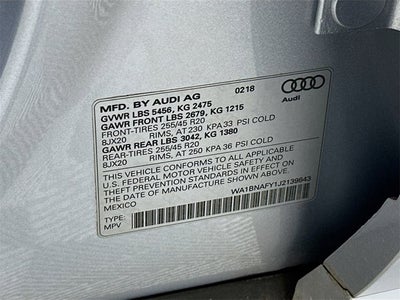 MFD. BY AUDI AG 0218
GVWR LBS 5456, KG 2475
GAWR FRONT LBS 2679, KG 1215
FRONT-TIRES 255/45 R20
8JX20 RIMS, AT 230 KPA33 PSI COLD
GAWR REAR LBS 3042, KG 1380
REAR-TIRES 255/45 R20
8JX20 RIMS, AT 250 KPA 36 PSI COLD
Audi
THIS VEHICLE CONFORMS TO ALL APPLICABLE
U.S. FEDERAL MOTOR VEHICLE SAFETY, BUMPER,
AND THEFT PREVENTION STANDARDS IN EFFECT ON
THE DATE OF MANUFACTURE SHOWN ABOVE.
MEXICO WA1BNAFY1J2139643
TYPE:
MPV